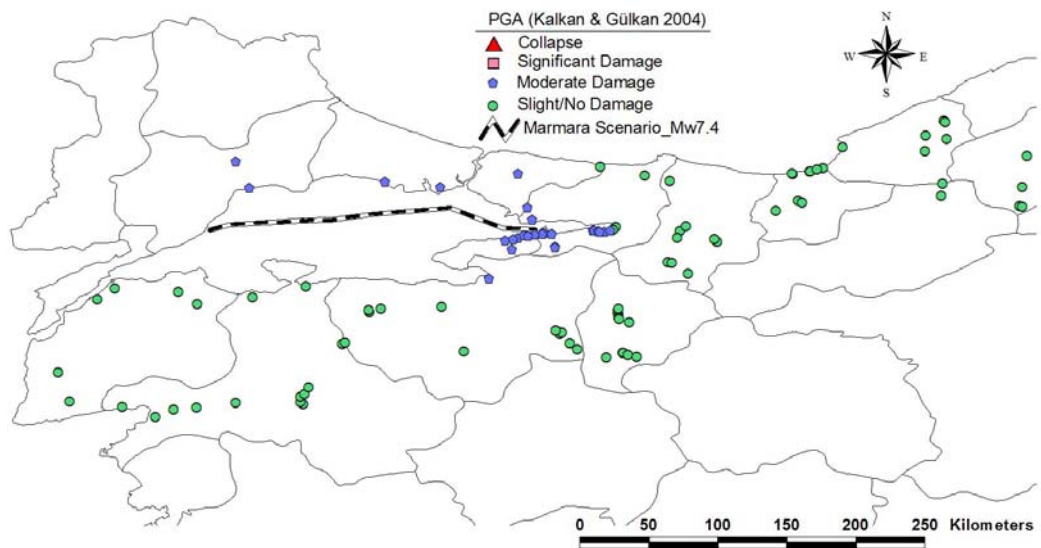 PGA (Kalkan & Gülkan 2004)
Collapse
Significant Damage
Moderate Damage
Slight/No Damage
Marmara Scenario_Mw7.4
N
W E
S
0 50 100 150 200 250 Kilometers